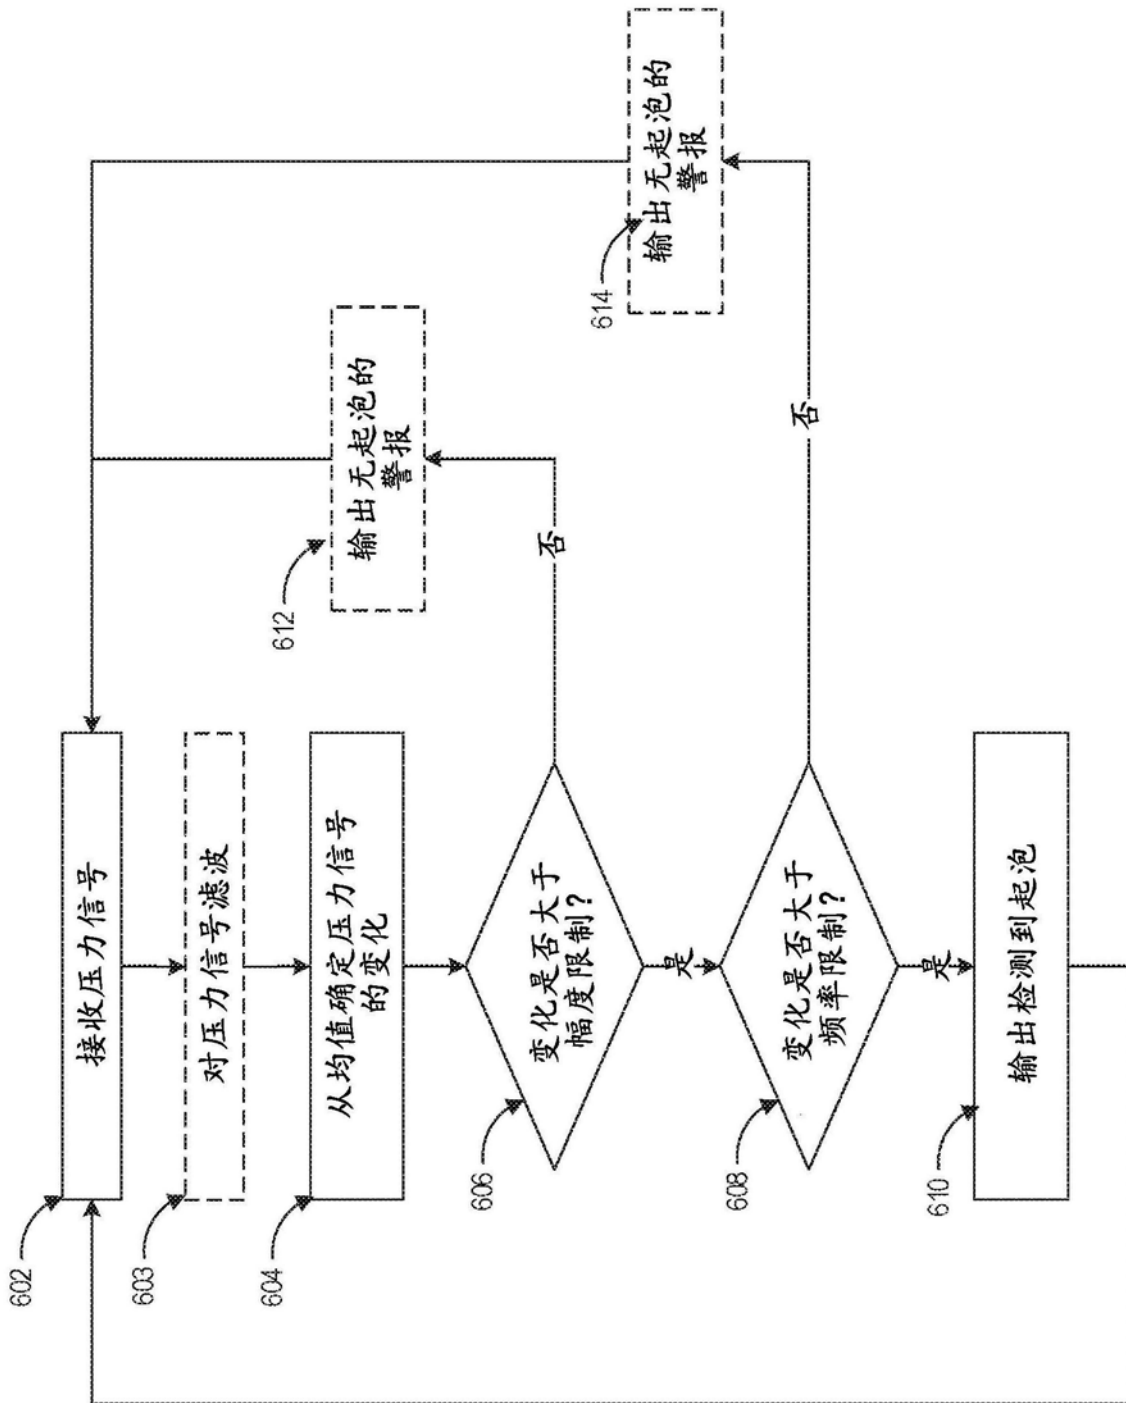 602
接收压力信号
603
对压力信号滤波
604
从均值确定压力信号
的变化
606
变化是否大于
幅度限制?
否
612
输出无起泡的
警报
是
608
变化是否大于
频率限制?
否
614
输出无起泡的
警报
是
610
输出检测到起泡